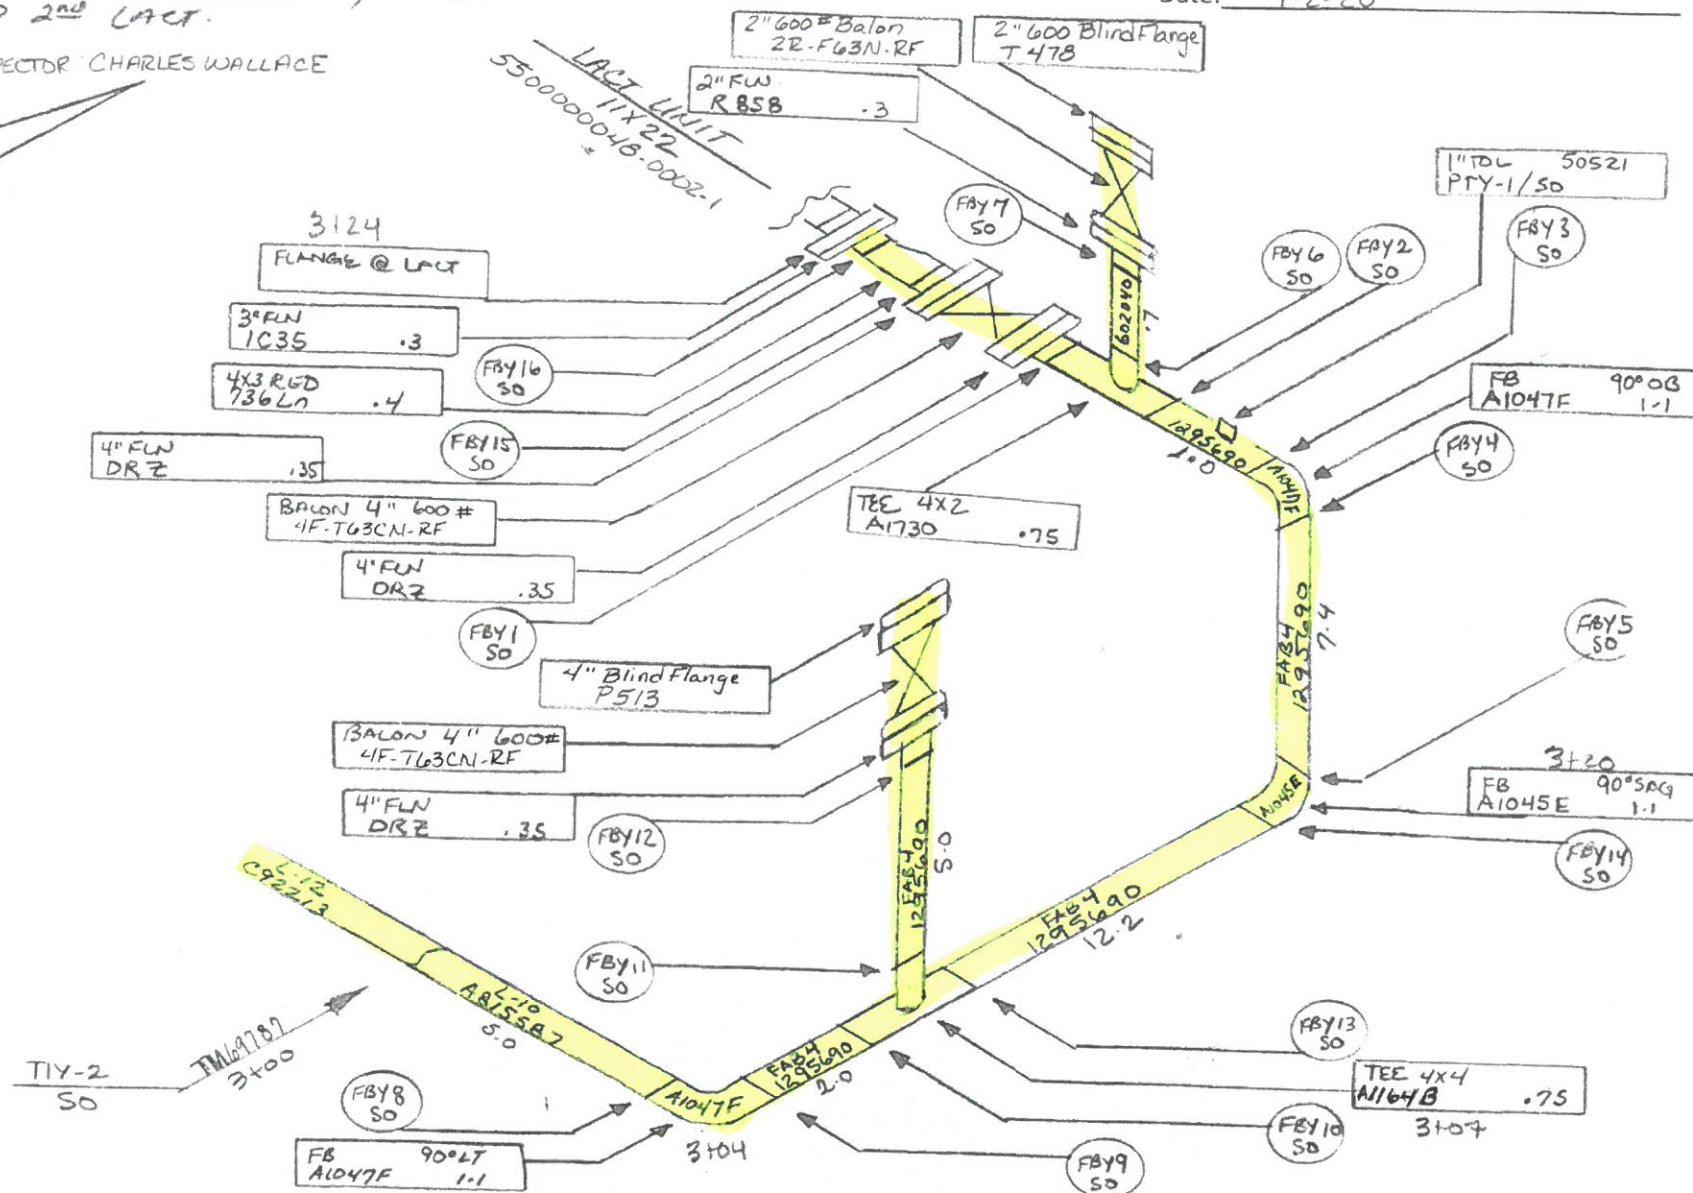 2nd LACT.
PECTOR CHARLES WALLACE
LACT UNIT
11X22
5500000048.0002-1
2" 600# Balon
2R-F63N-RF
2" 600 Blind Flange
T478
2" FLN.
R858 .3
1" TOL 50521
PTY-1/SO
FBY7
SO
FBY6
SO
FBY2
SO
FBY3
SO
3+24
FLANGE @ LACT
3" FLN
1C35 .3
4X3 RED
736Ln .4
FBY16
SO
4" FLN
DRZ .35
FBY15
SO
BALON 4" 600#
4F-T63CN-RF
4" FLN
DRZ .35
FBY1
SO
602040
.7
1295690
1.0
TEE 4X2
A1730 .75
FB 90° OB
A1047F 1.1
FBY4
SO
FAB4
1295690
7.4
FBY5
SO
4" Blind Flange
P513
BALON 4" 600#
4F-T63CN-RF
4" FLN
DRZ .35
FBY12
SO
FAB4
1295690
5.0
A1045E
3+20
FB 90° SAG
A1045E 1.1
FBY14
SO
L-12
C92213
FAB4
1295690
12.2
FBY11
SO
L-10
AB155B7
5.0
TIY-2
SO
3+00
FBY8
SO
A1047F
3+04
FAB4
1295690
2.0
FB 90° LT
A1047F 1.1
FBY9
SO
FBY10
SO
FBY13
SO
TEE 4X4
A1164B .75
3+07